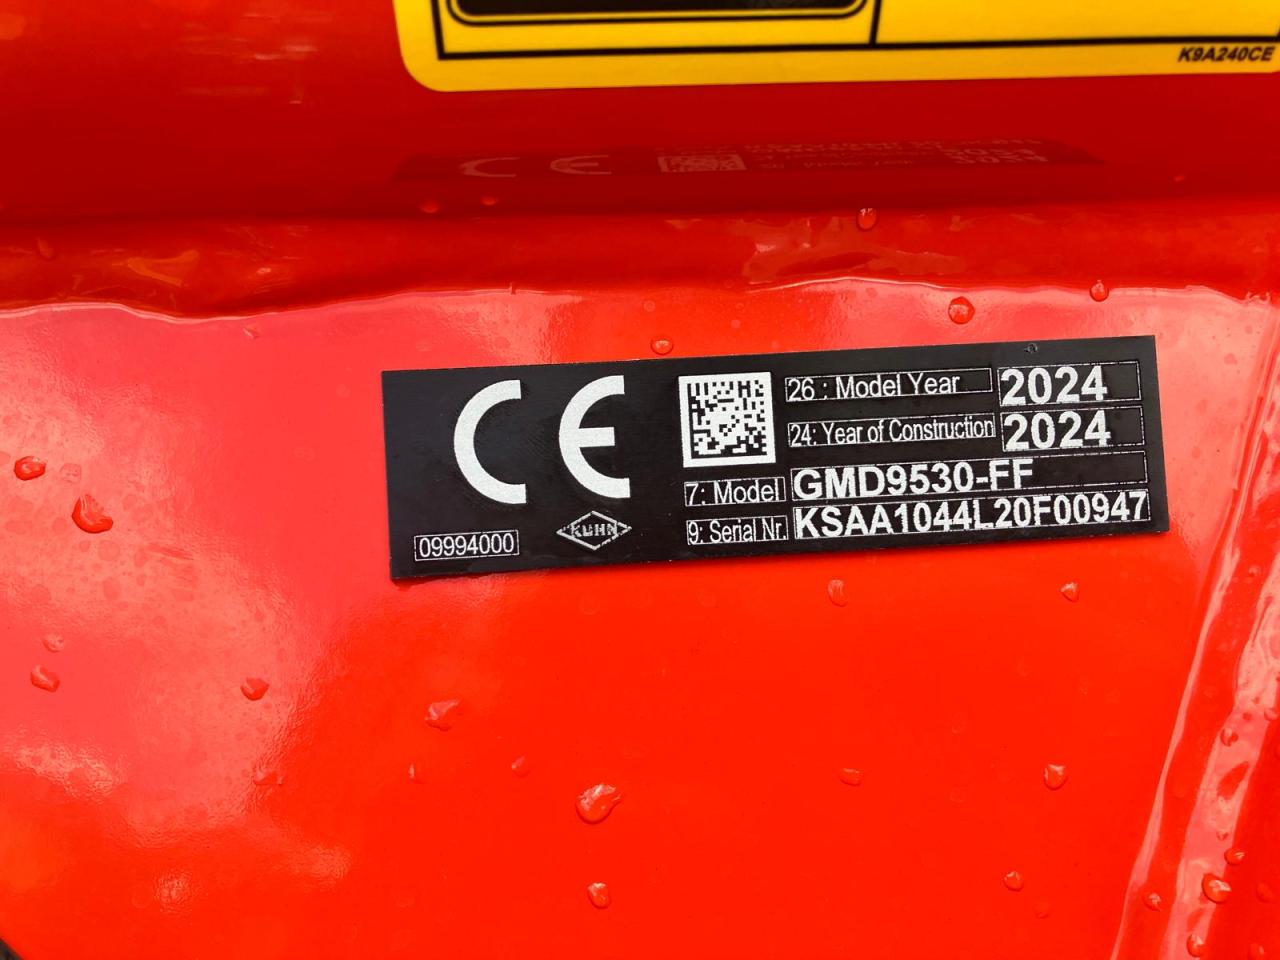 K9A240CE
CE
26 : Model Year 2024
24: Year of Construction 2024
7: Model GMD9530-FF
9: Serial Nr. KSAA1044L20F00947
09994000
KUHN